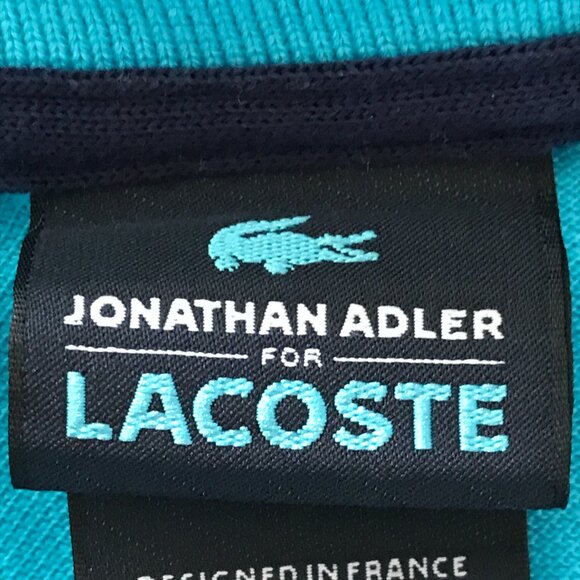 JONATHAN ADLER
FOR
LACOSTE
DESIGNED IN FRANCE